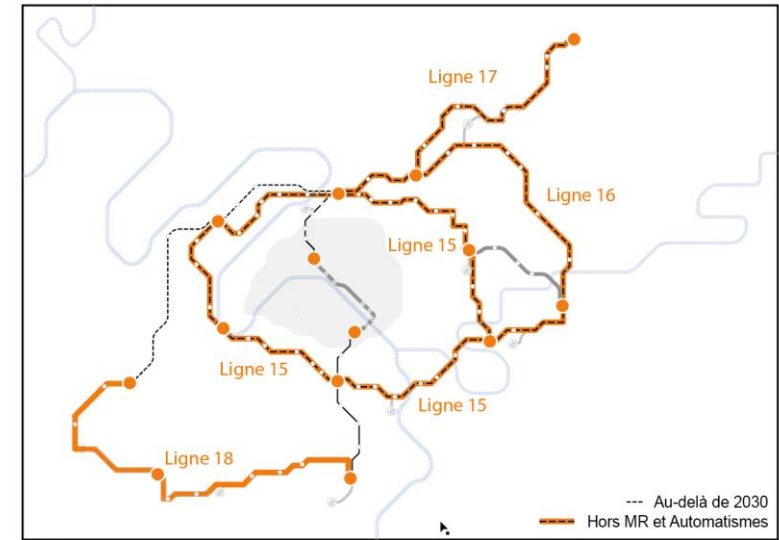 Ligne 17
Ligne 16
Ligne 15
Ligne 15
Ligne 15
Ligne 18
Au-delà de 2030
Hors MR et Automatismes